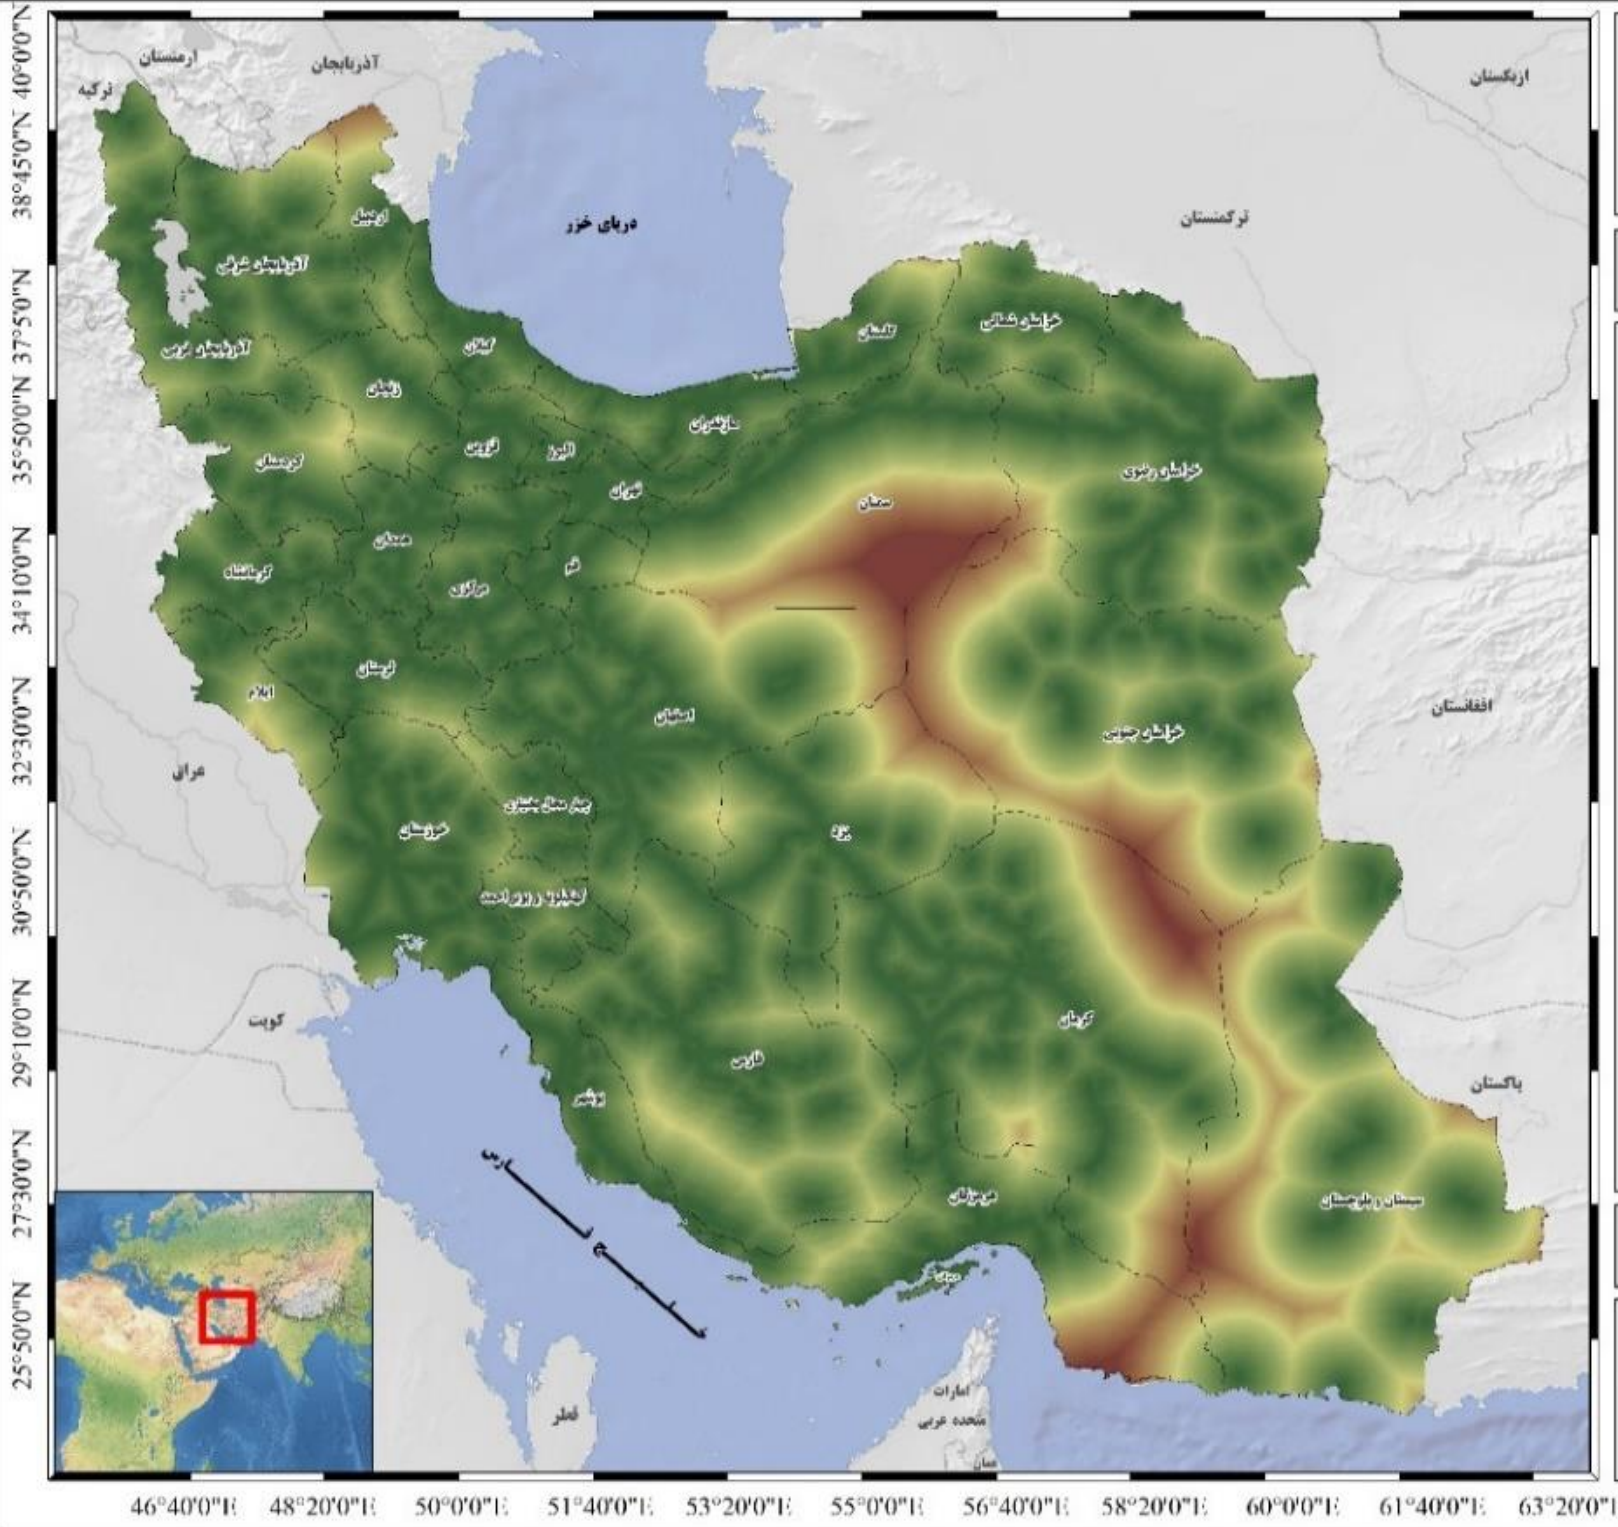 ارمنستان
آذربایجان
ترکیه
ازبکستان
ترکمنستان
دریای خزر
اردبیل
آذربایجان شرقی
آذربایجان غربی
گیلان
زنجان
گلستان
خراسان شمالی
مازندران
البرز
قزوین
کردستان
تهران
سمنان
خراسان رضوی
همدان
قم
مرکزی
کرمانشاه
لرستان
ایلام
اصفهان
خراسان جنوبی
افغانستان
عراق
چهار محال بختیاری
خوزستان
یزد
کهگیلویه و بویراحمد
کرمان
کویت
فارس
بوشهر
پاکستان
هرمزگان
سیستان و بلوچستان
امارات
متحده عربی
قطر
عمان
40°0'0"N
38°45'0"N
37°5'0"N
35°50'0"N
34°10'0"N
32°30'0"N
30°50'0"N
29°10'0"N
27°30'0"N
25°50'0"N
46°40'0"E
48°20'0"E
50°0'0"E
51°40'0"E
53°20'0"E
55°0'0"E
56°40'0"E
58°20'0"E
60°0'0"E
61°40'0"E
63°20'0"